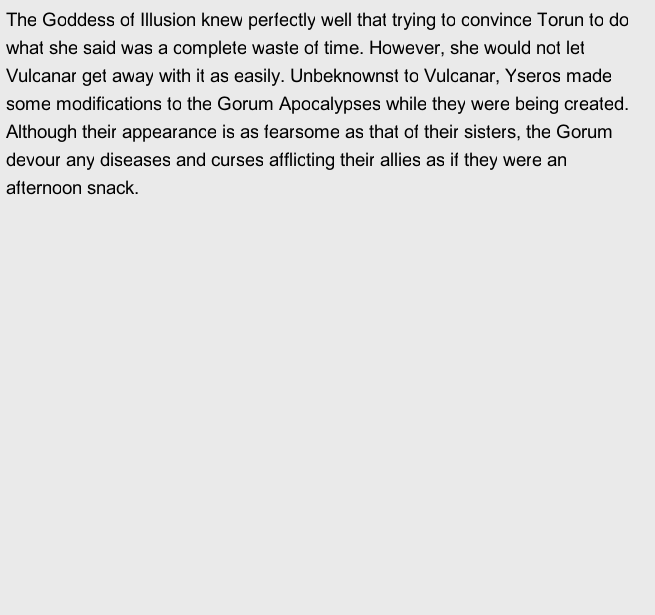 The Goddess of Illusion knew perfectly well that trying to convince Torun to do
what she said was a complete waste of time. However, she would not let
Vulcanar get away with it as easily. Unbeknownst to Vulcanar, Yseros made
some modifications to the Gorum Apocalypses while they were being created.
Although their appearance is as fearsome as that of their sisters, the Gorum
devour any diseases and curses afflicting their allies as if they were an
afternoon snack.